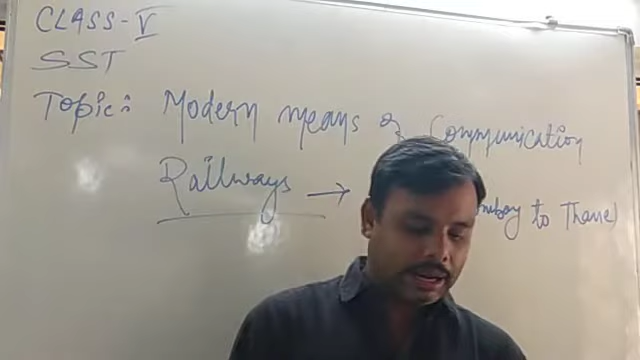 CLASS-V
SST
Topic: Modern means of Communication
Railways → to Thane)